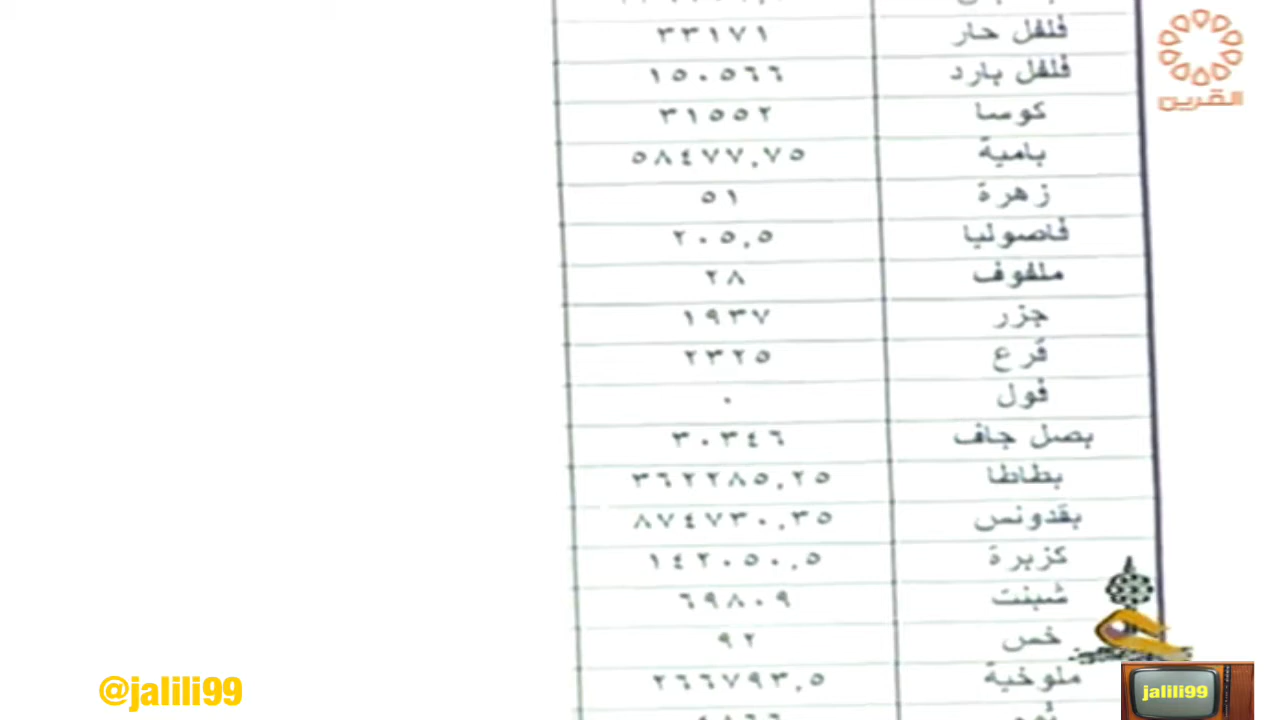 القرين
فلفل حار ٣٣١٧١
فلفل بارد ١٥٠٥٦٦
كوسا ٣١٥٥٢
بامية ٥٨٤٧٧,٧٥
زهرة ٥١
فاصوليا ٢٠٥,٥
ملفوف ٢٨
جزر ١٩٣٧
قرع ٢٣٢٥
فول ٠
بصل جاف ٣٠٣٤٦
بطاطا ٣٦٢٢٨٥,٢٥
بقدونس ٨٧٤٧٣٠,٣٥
كزبرة ١٤٢٠٥٠,٥
شبنت ٦٩٨٠٩
خس ٩٢
ملوخية ٢٦٦٧٩٣,٥
@jalili99
jalili99